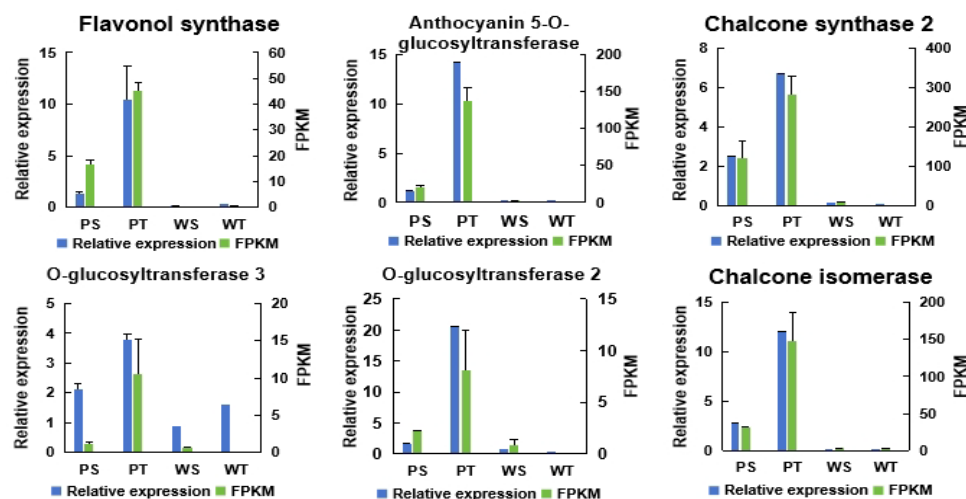 Flavonol synthase
15
10
5
0
Relative expression
60
50
40
30
20
10
0
FPKM
PS PT WS WT
Relative expression FPKM
Anthocyanin 5-O-
glucosyltransferase
15
10
5
0
Relative expression
200
150
100
50
0
FPKM
PS PT WS WT
Relative expression FPKM
Chalcone synthase 2
8
6
4
2
0
Relative expression
400
300
200
100
0
FPKM
PS PT WS WT
Relative expression FPKM
O-glucosyltransferase 3
5
4
3
2
1
0
Relative expression
20
15
10
5
0
FPKM
PS PT WS WT
Relative expression FPKM
O-glucosyltransferase 2
25
20
15
10
5
0
Relative expression
15
10
5
0
FPKM
PS PT WS WT
Relative expression FPKM
Chalcone isomerase
15
10
5
0
Relative expression
200
150
100
50
0
FPKM
PS PT WS WT
Relative expression FPKM